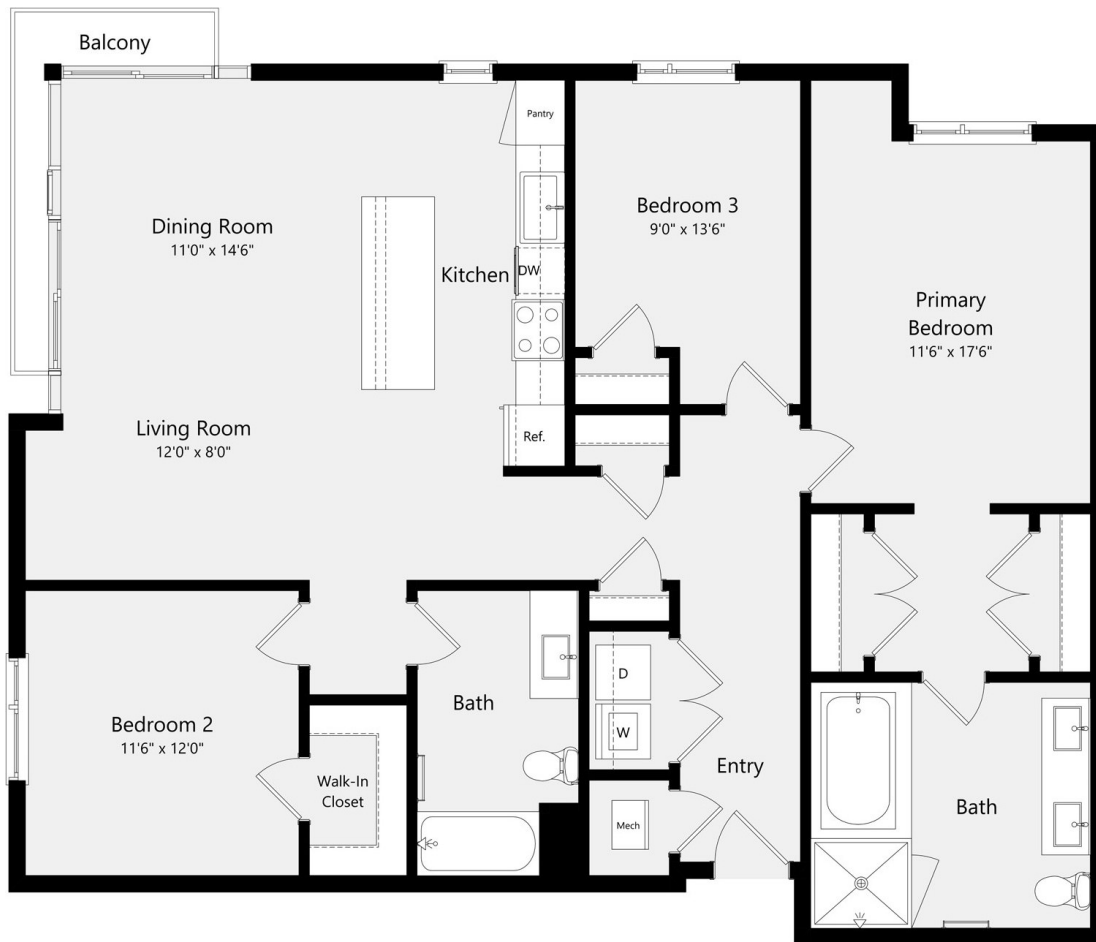 Balcony
Pantry
Dining Room
11'0" x 14'6"
Kitchen
DW
Bedroom 3
9'0" x 13'6"
Primary
Bedroom
11'6" x 17'6"
Living Room
12'0" x 8'0"
Ref.
Bedroom 2
11'6" x 12'0"
Walk-In
Closet
Bath
D
W
Entry
Mech
Bath